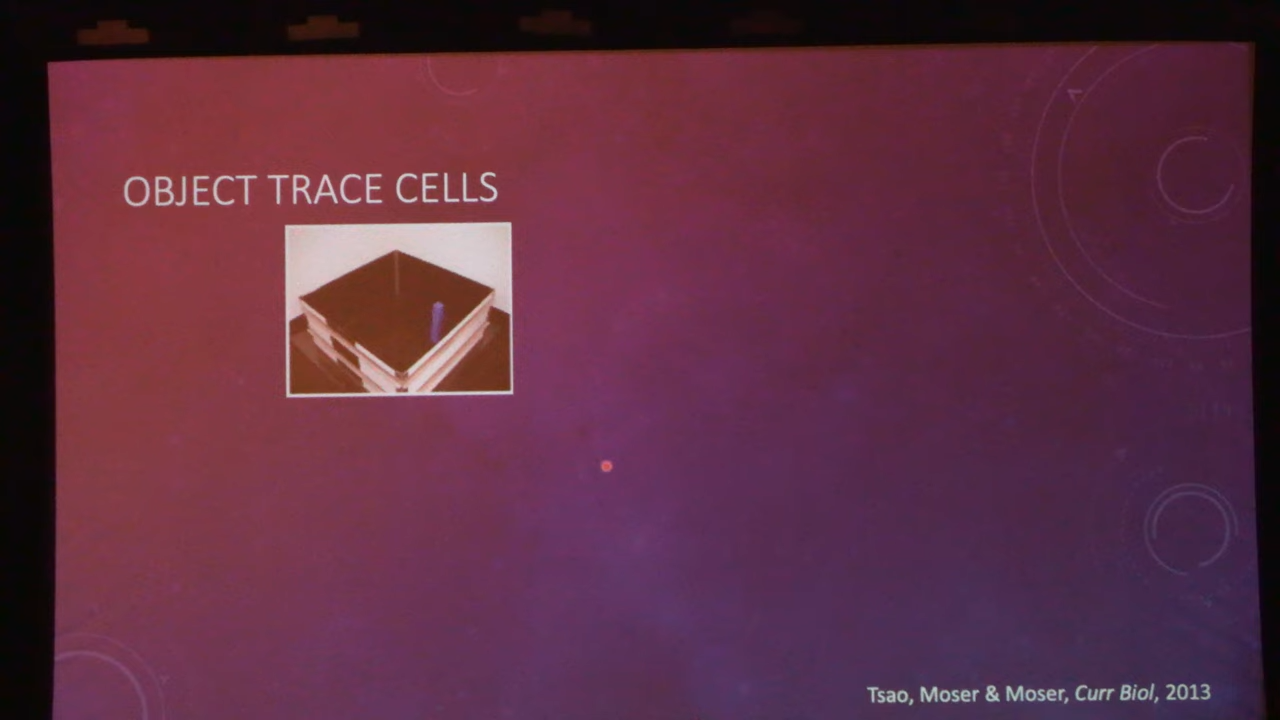 OBJECT TRACE CELLS
Tsao, Moser & Moser, Curr Biol, 2013